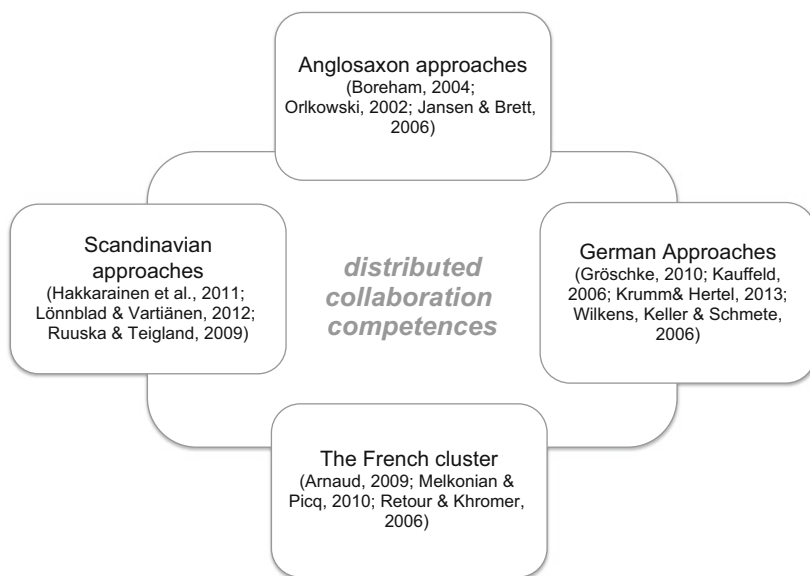 Anglosaxon approaches
(Boreham, 2004;
Orlkowski, 2002; Jansen & Brett,
2006)
Scandinavian
approaches
(Hakkarainen et al., 2011;
Lönnblad & Vartiänen, 2012;
Ruuska & Teigland, 2009)
distributed
collaboration
competences
German Approaches
(Gröschke, 2010; Kauffeld,
2006; Krumm& Hertel, 2013;
Wilkens, Keller & Schmete,
2006)
The French cluster
(Arnaud, 2009; Melkonian &
Picq, 2010; Retour & Khromer,
2006)